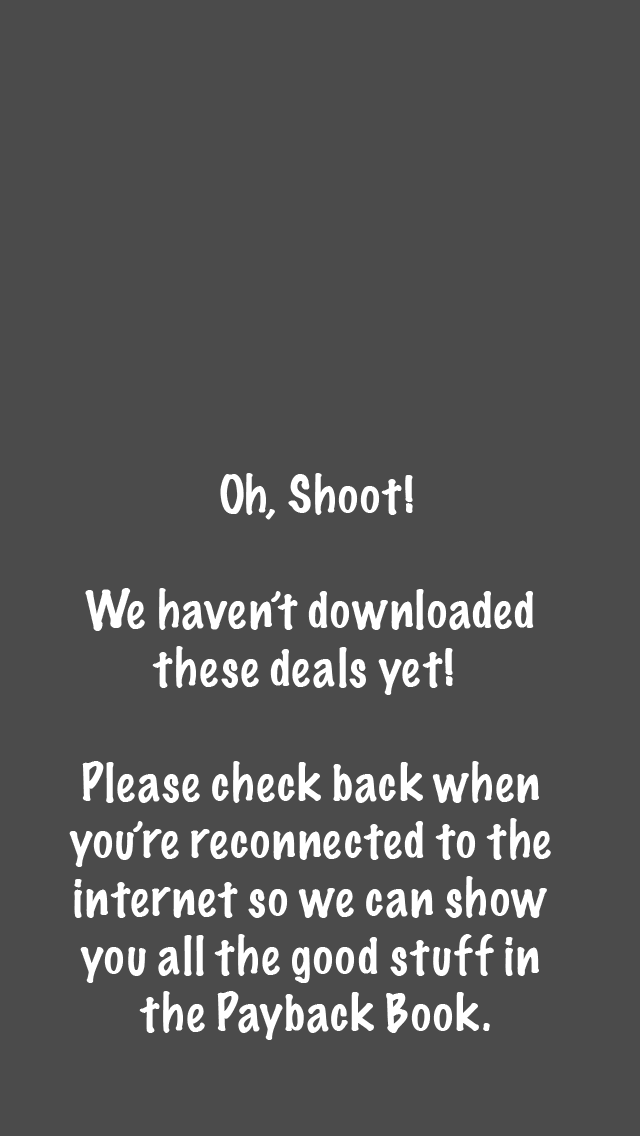 Oh, Shoot!
We haven't downloaded
these deals yet!
Please check back when
you're reconnected to the
internet so we can show
you all the good stuff in
the Payback Book.